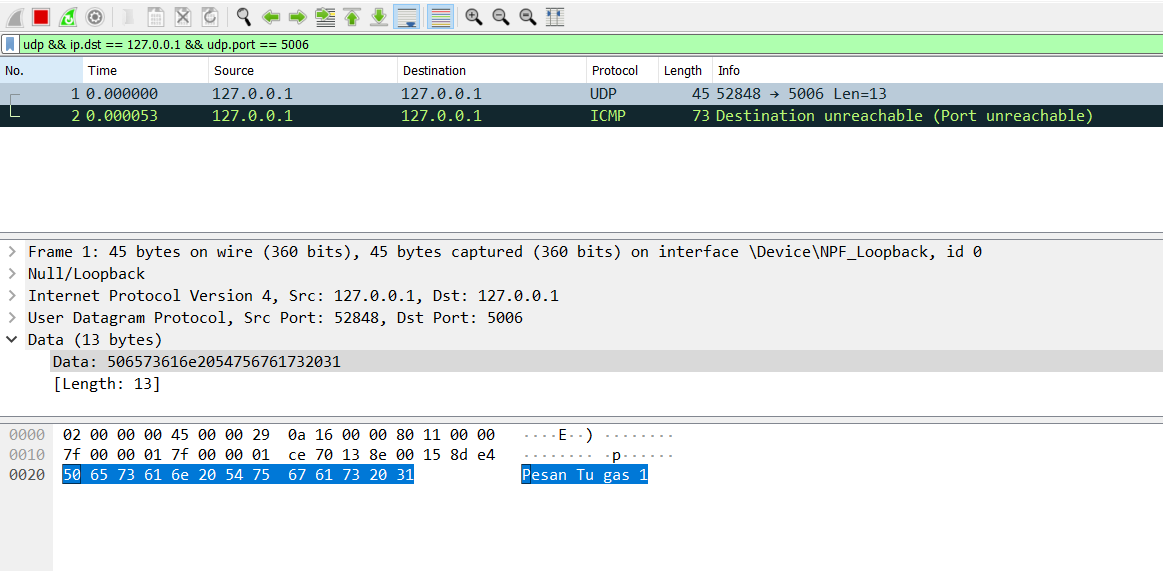 udp && ip.dst == 127.0.0.1 && udp.port == 5006
No. Time Source Destination Protocol Length Info
1 0.000000 127.0.0.1 127.0.0.1 UDP 45 52848 → 5006 Len=13
2 0.000053 127.0.0.1 127.0.0.1 ICMP 73 Destination unreachable (Port unreachable)
Frame 1: 45 bytes on wire (360 bits), 45 bytes captured (360 bits) on interface \Device\NPF_Loopback, id 0
Null/Loopback
Internet Protocol Version 4, Src: 127.0.0.1, Dst: 127.0.0.1
User Datagram Protocol, Src Port: 52848, Dst Port: 5006
Data (13 bytes)
Data: 506573616e2054756761732031
[Length: 13]
0000 02 00 00 00 45 00 00 29 0a 16 00 00 80 11 00 00 ····E··) ········
0010 7f 00 00 01 7f 00 00 01 ce 70 13 8e 00 15 8d e4 ········ ·p······
0020 50 65 73 61 6e 20 54 75 67 61 73 20 31 Pesan Tu gas 1